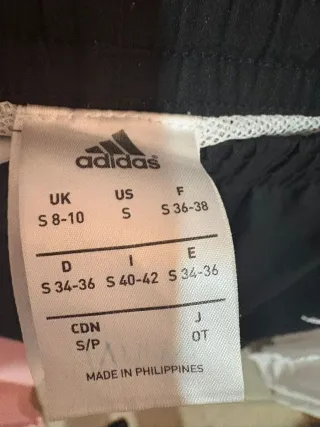 adidas
UK US F
S 8-10 S S 36-38
D I E
S 34-36 S 40-42 S 34-36
CDN J
S/P OT
MADE IN PHILIPPINES